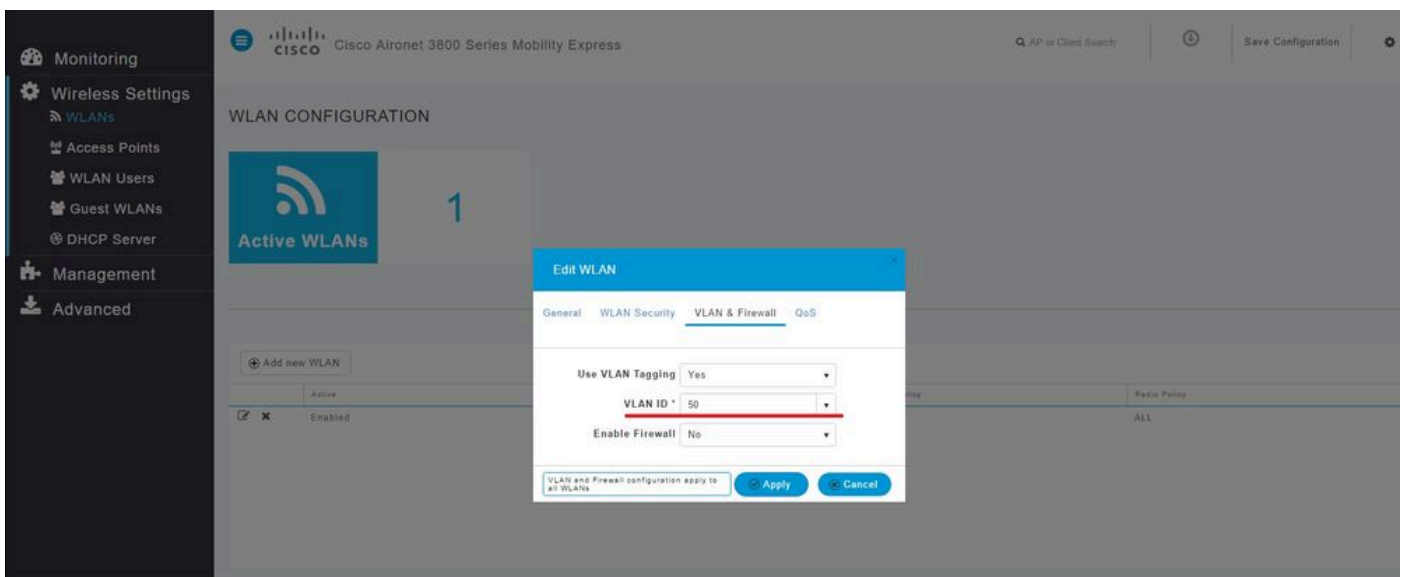 Monitoring
Wireless Settings
WLANs
Access Points
WLAN Users
Guest WLANs
DHCP Server
Management
Advanced
CISCO Cisco Aironet 3800 Series Mobility Express
AP or Client Search
Save Configuration
WLAN CONFIGURATION
Active WLANs
1
Add new WLAN
Active
Radio Policy
Enabled
ALL
Edit WLAN
General WLAN Security VLAN & Firewall QoS
Use VLAN Tagging Yes
VLAN ID * 50
Enable Firewall No
VLAN and Firewall configuration apply to
all WLANs
Apply
Cancel